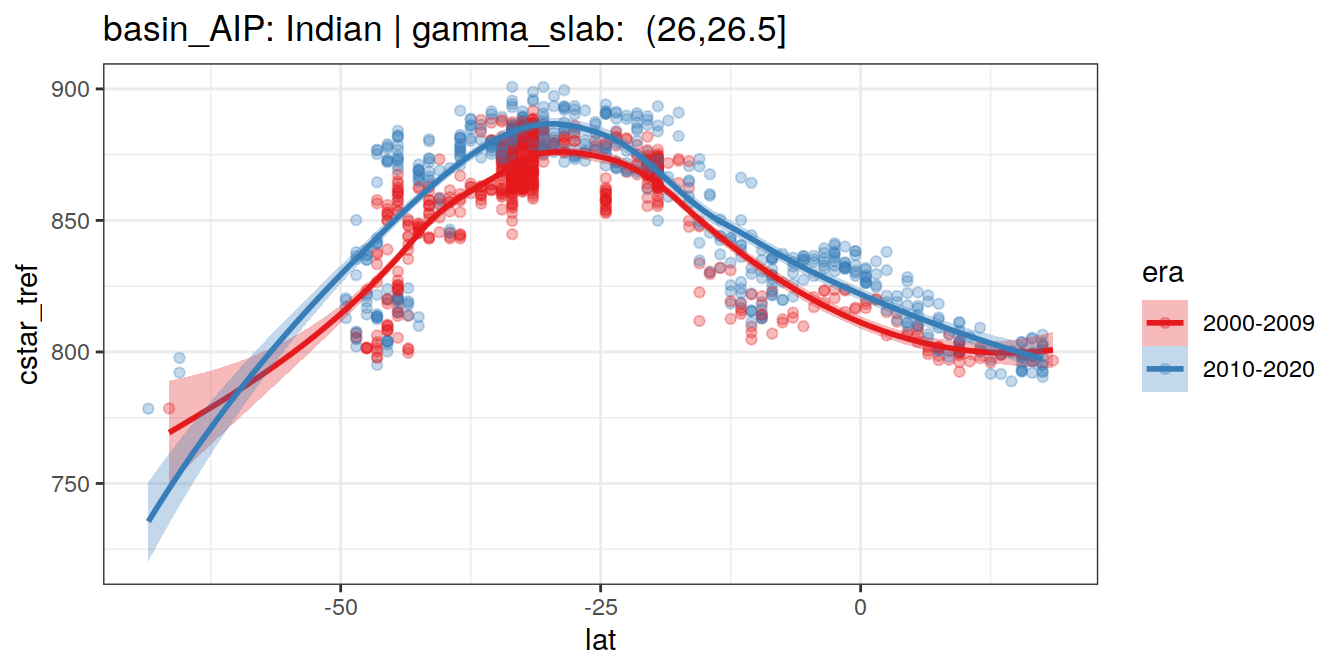 basin_AIP: Indian | gamma_slab:  (26,26.5]
900
850
800
750
cstar_tref
-50
-25
0
lat
era
2000-2009
2010-2020